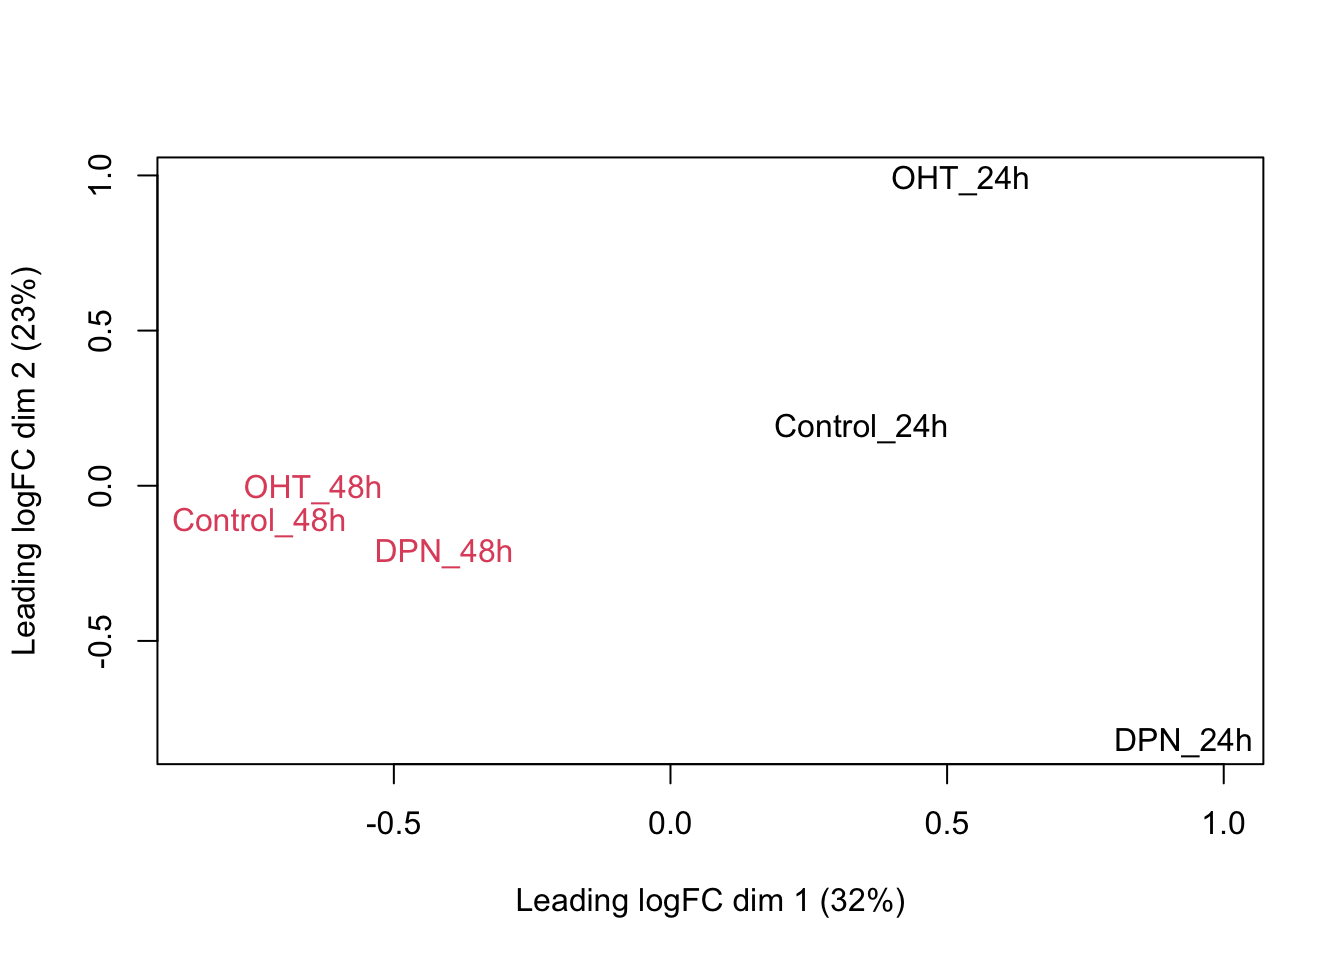 1.0
OHT_24h
0.5
Control_24h
0.0
OHT_48h
Control_48h
DPN_48h
-0.5
DPN_24h
Leading logFC dim 2 (23%)
-0.5
0.0
0.5
1.0
Leading logFC dim 1 (32%)